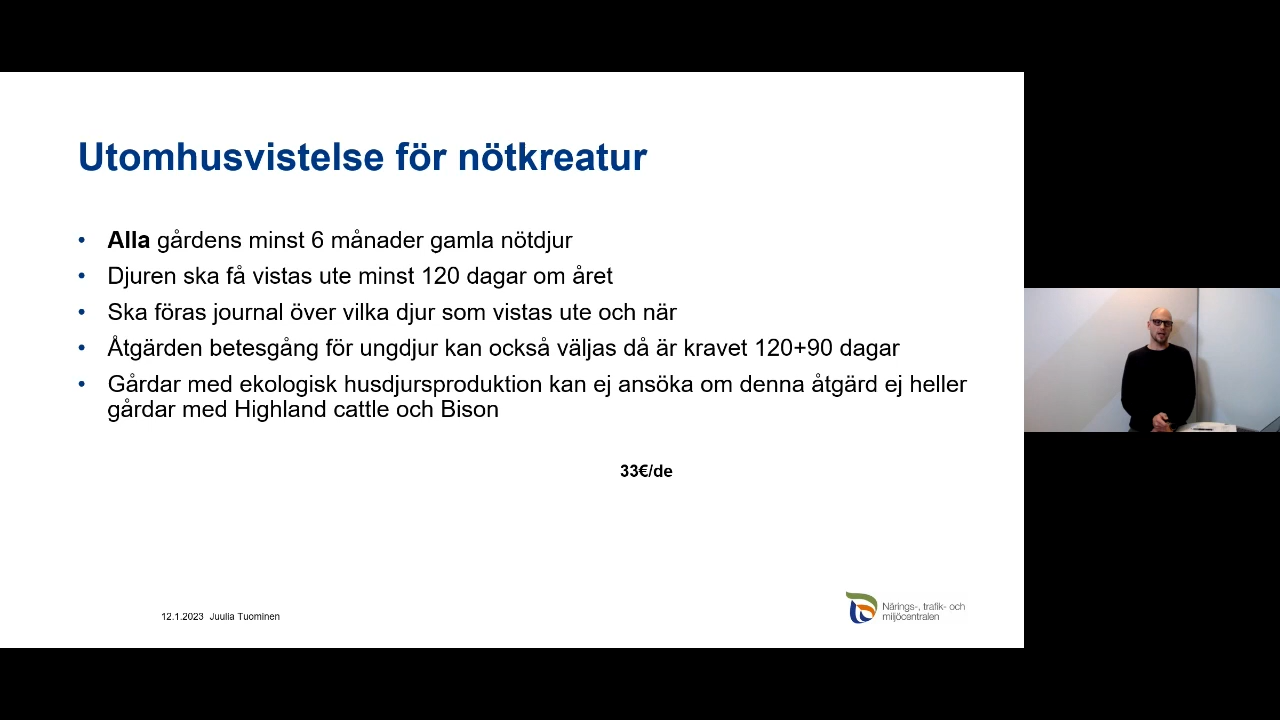 Utomhusvistelse för nötkreatur
• Alla gårdens minst 6 månader gamla nötdjur
• Djuren ska få vistas ute minst 120 dagar om året
• Ska föras journal över vilka djur som vistas ute och när
• Åtgärden betesgång för ungdjur kan också väljas då är kravet 120+90 dagar
• Gårdar med ekologisk husdjursproduktion kan ej ansöka om denna åtgärd ej heller
gårdar med Highland cattle och Bison
33€/de
12.1.2023 Juulia Tuominen
Närings-, trafik- och
miljöcentralen